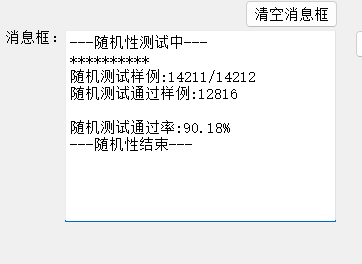 清空消息框
消息框：
---随机性测试中---
**********
随机测试样例:14211/14212
随机测试通过样例:12816
随机测试通过率:90.18%
---随机性结束---